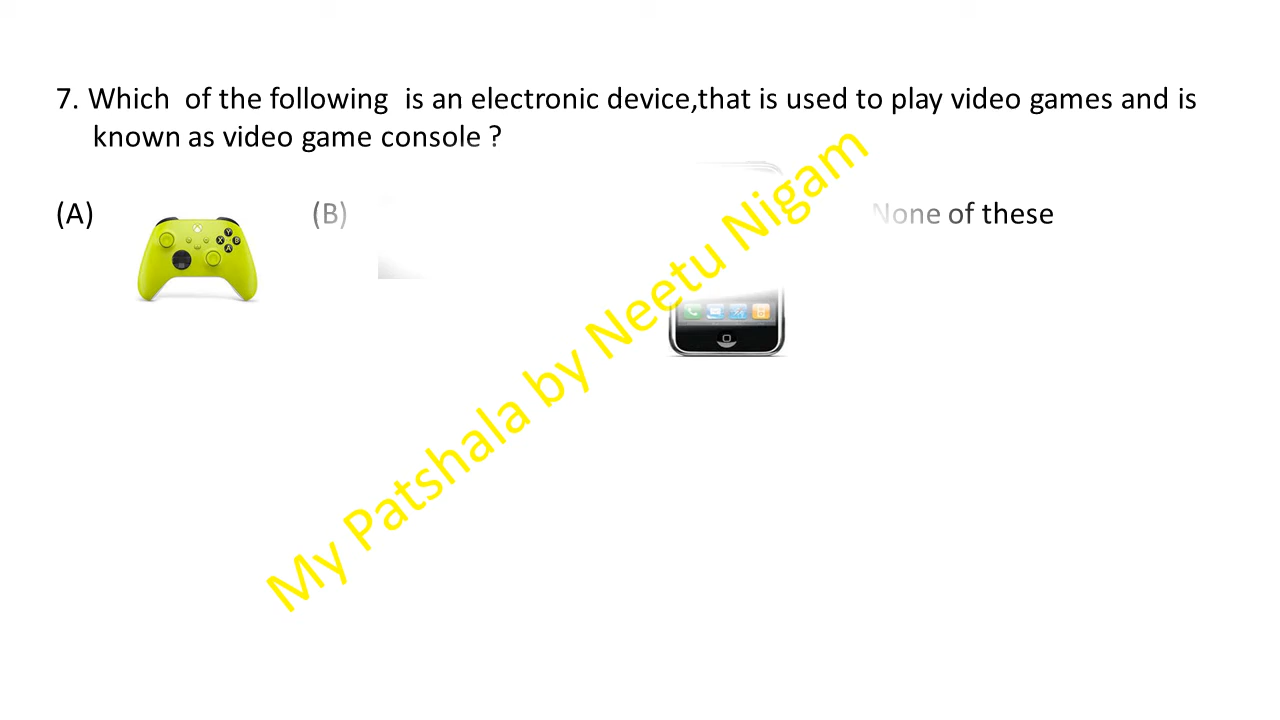 7. Which of the following is an electronic device,that is used to play video games and is
known as video game console ?
(A) (B) None of these
Y
X B
A
My Patshala by Neetu Nigam